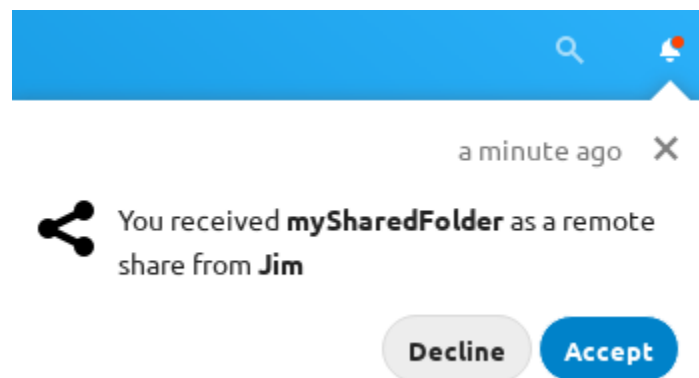 a minute ago
You received mySharedFolder as a remote
share from Jim
Decline Accept